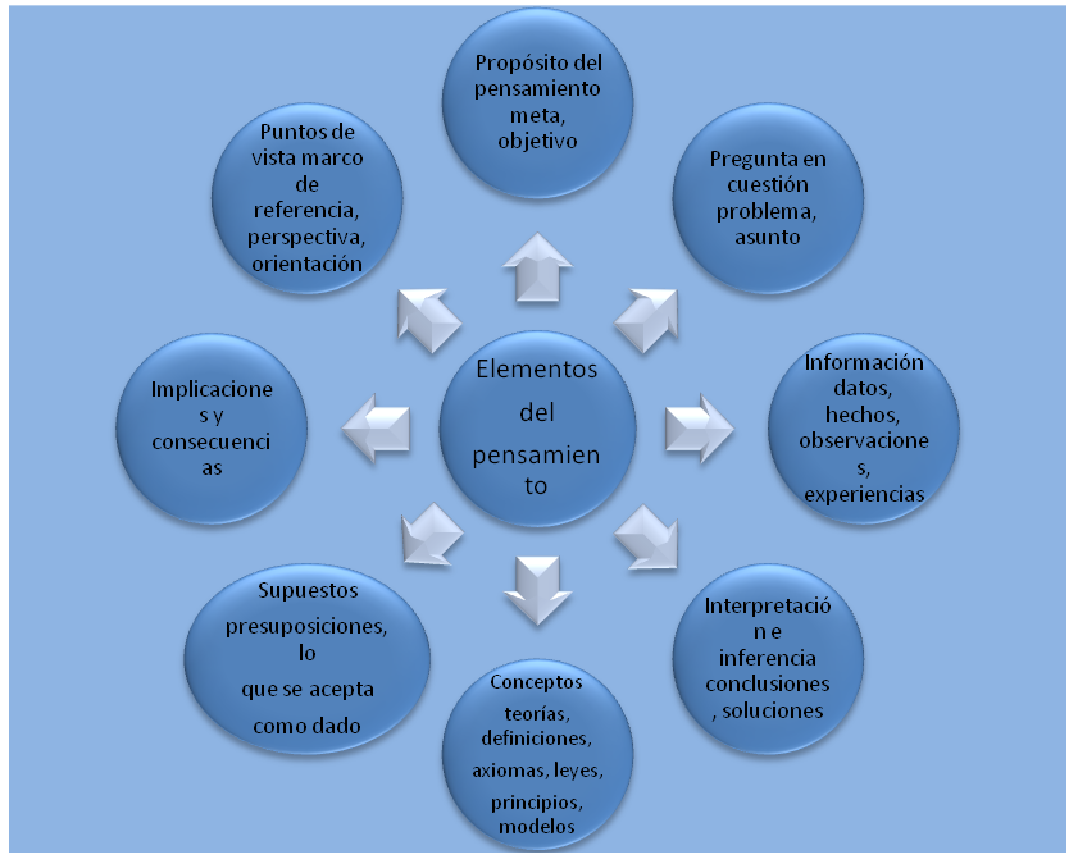 Propósito del
pensamiento
meta,
objetivo
Pregunta en
cuestión
problema,
asunto
Información
datos,
hechos,
observacione
s,
experiencias
Interpretació
n e
inferencia
conclusiones
, soluciones
Conceptos
teorías,
definiciones,
axiomas, leyes,
principios,
modelos
Supuestos
presuposiciones,
lo
que se acepta
como dado
Implicacione
s y
consecuenci
as
Puntos de
vista marco
de
referencia,
perspectiva,
orientación
Elementos
del
pensamien
to